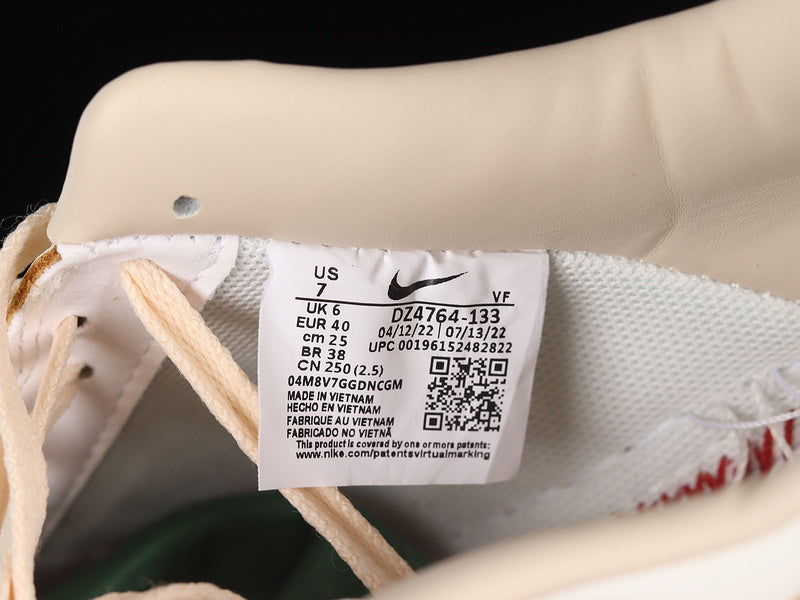 US
7
VF
UK 6
EUR 40
cm 25
BR 38
CN 250 (2.5)
DZ4764-133
04/12/22 | 07/13/22
UPC 00196152482822
04M8V7GGDNCGM
MADE IN VIETNAM
HECHO EN VIETNAM
FABRIQUE AU VIETNAM
FABRICADO NO VIETNÃ
This product is covered by one or more patents:
www.nike.com/patentsvirtualmarking